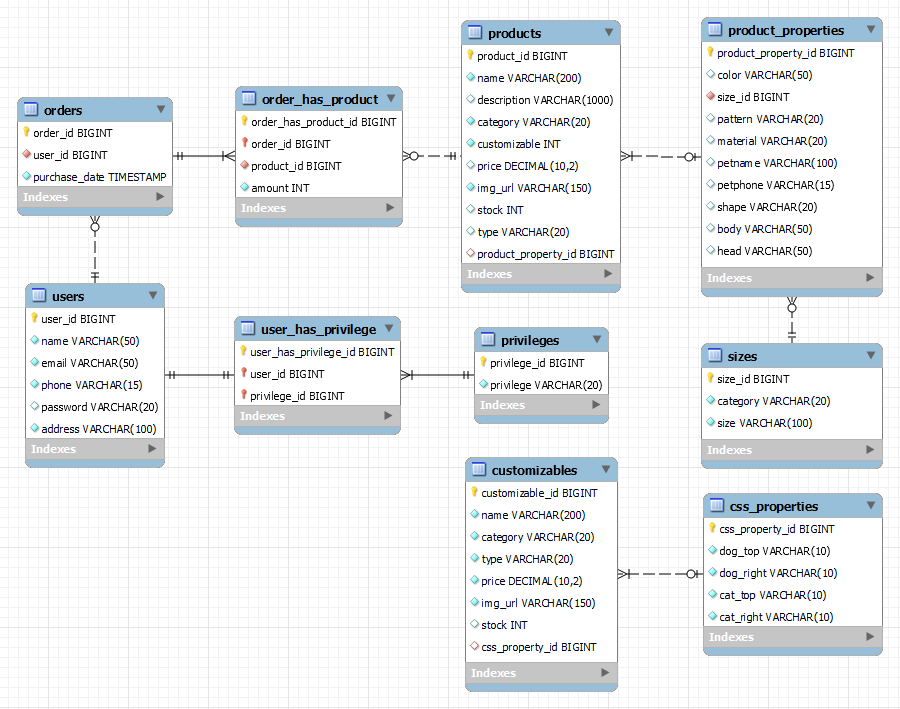 orders
order_id BIGINT
user_id BIGINT
purchase_date TIMESTAMP
Indexes
order_has_product
order_has_product_id BIGINT
order_id BIGINT
product_id BIGINT
amount INT
Indexes
products
product_id BIGINT
name VARCHAR(200)
description VARCHAR(1000)
category VARCHAR(20)
customizable INT
price DECIMAL(10,2)
img_url VARCHAR(150)
stock INT
type VARCHAR(20)
product_property_id BIGINT
Indexes
product_properties
product_property_id BIGINT
color VARCHAR(50)
size_id BIGINT
pattern VARCHAR(20)
material VARCHAR(20)
petname VARCHAR(100)
petphone VARCHAR(15)
shape VARCHAR(20)
body VARCHAR(50)
head VARCHAR(50)
Indexes
users
user_id BIGINT
name VARCHAR(50)
email VARCHAR(50)
phone VARCHAR(15)
password VARCHAR(20)
address VARCHAR(100)
Indexes
user_has_privilege
user_has_privilege_id BIGINT
user_id BIGINT
privilege_id BIGINT
Indexes
privileges
privilege_id BIGINT
privilege VARCHAR(20)
Indexes
sizes
size_id BIGINT
category VARCHAR(20)
size VARCHAR(100)
Indexes
customizables
customizable_id BIGINT
name VARCHAR(200)
category VARCHAR(20)
type VARCHAR(20)
price DECIMAL(10,2)
img_url VARCHAR(150)
stock INT
css_property_id BIGINT
Indexes
css_properties
css_property_id BIGINT
dog_top VARCHAR(10)
dog_right VARCHAR(10)
cat_top VARCHAR(10)
cat_right VARCHAR(10)
Indexes